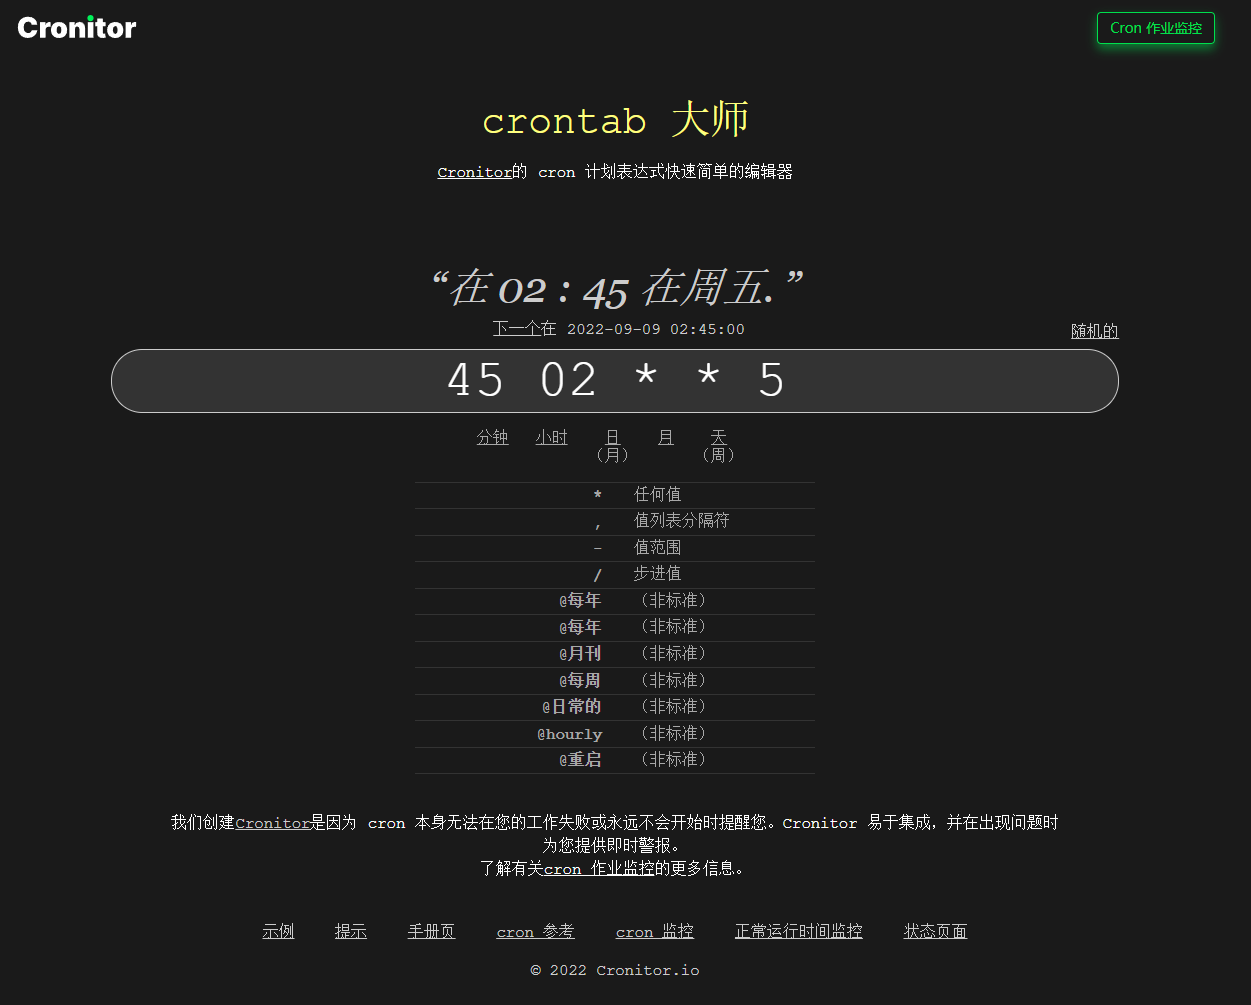 Cronitor
Cron 作业监控
crontab 大师
Cronitor的 cron 计划表达式快速简单的编辑器
“在 02 : 45 在周五. ”
下一个在 2022-09-09 02:45:00
随机的
45 02 * * 5
分钟 小时 日 月 天
（月） （周）
* 任何值
, 值列表分隔符
- 值范围
/ 步进值
@每年 （非标准）
@每年 （非标准）
@月刊 （非标准）
@每周 （非标准）
@日常的 （非标准）
@hourly （非标准）
@重启 （非标准）
我们创建Cronitor是因为 cron 本身无法在您的工作失败或永远不会开始时提醒您。Cronitor 易于集成，并在出现问题时
为您提供即时警报。
了解有关cron 作业监控的更多信息。
示例 提示 手册页 cron 参考 cron 监控 正常运行时间监控 状态页面
© 2022 Cronitor.io